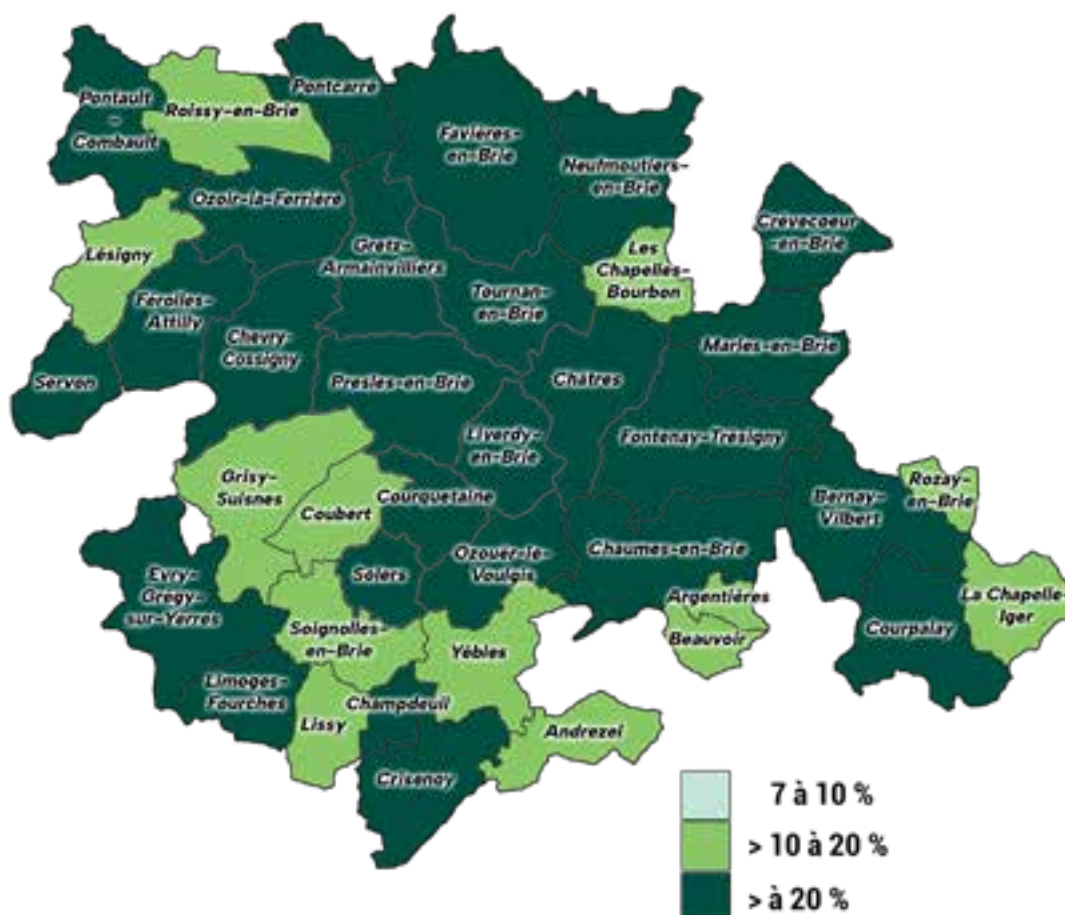 Pontault
-
Combault
Roissy-en-Brie
Pontcarré
Favières-
en-Brie
Neufmoutiers-
en-Brie
Crèvecoeur
-en-Brie
Ozoir-la-Ferrière
Lésigny
Gretz-
Armainvilliers
Les
Chapelles-
Bourbon
Férolles-
Attilly
Tournan-
en-Brie
Chevry-
Cossigny
Marles-en-Brie
Servon
Presles-en-Brie
Châtres
Liverdy-
en-Brie
Fontenay-Trésigny
Grisy-
Suisnes
Coubert
Courquetaine
Bernay-
Vilbert
Rozay-
en-Brie
Ozouer-le-
Voulgis
Chaumes-en-Brie
Solers
Evry-
Grégy-
sur-Yerres
Argentières
La Chapelle-
Iger
Soignolles-
en-Brie
Yèbles
Beauvoir
Courpalay
Limoges-
Fourches
Lissy
Champdeuil
Andrezel
Crisenoy
7 à 10 %
> 10 à 20 %
> à 20 %